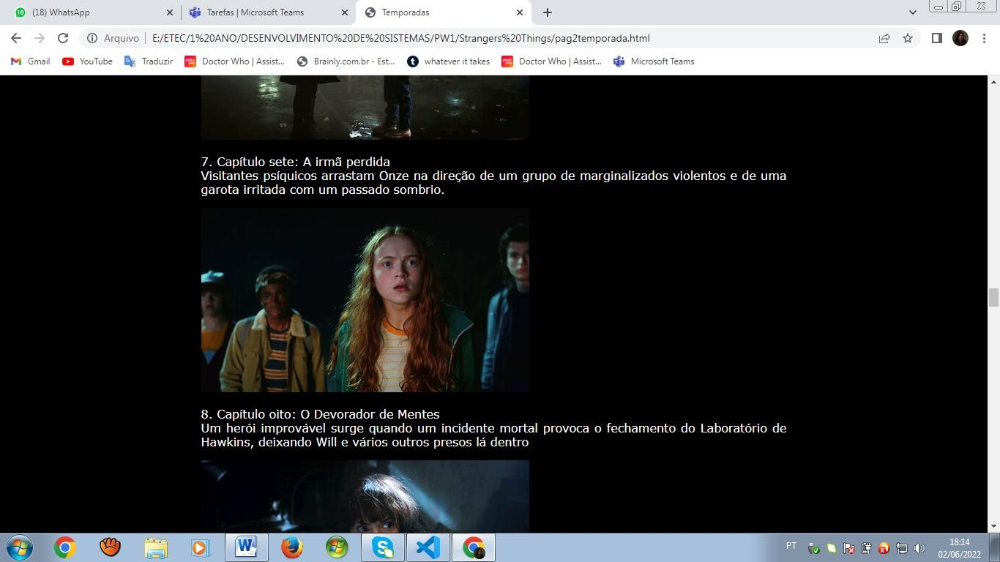 (18) WhatsApp
Tarefas | Microsoft Teams
Temporadas
Arquivo
E:/ETEC/1%20ANO/DESENVOLVIMENTO%20DE%20SISTEMAS/PW1/Strangers%20Things/pag2temporada.html
Gmail
YouTube
Traduzir
Doctor Who | Assist...
Brainly.com.br - Est...
whatever it takes
Doctor Who | Assist...
Microsoft Teams
7. Capítulo sete: A irmã perdida
Visitantes psíquicos arrastam Onze na direção de um grupo de marginalizados violentos e de uma
garota irritada com um passado sombrio.
8. Capítulo oito: O Devorador de Mentes
Um herói improvável surge quando um incidente mortal provoca o fechamento do Laboratório de
Hawkins, deixando Will e vários outros presos lá dentro
PT
18:14
02/06/2022